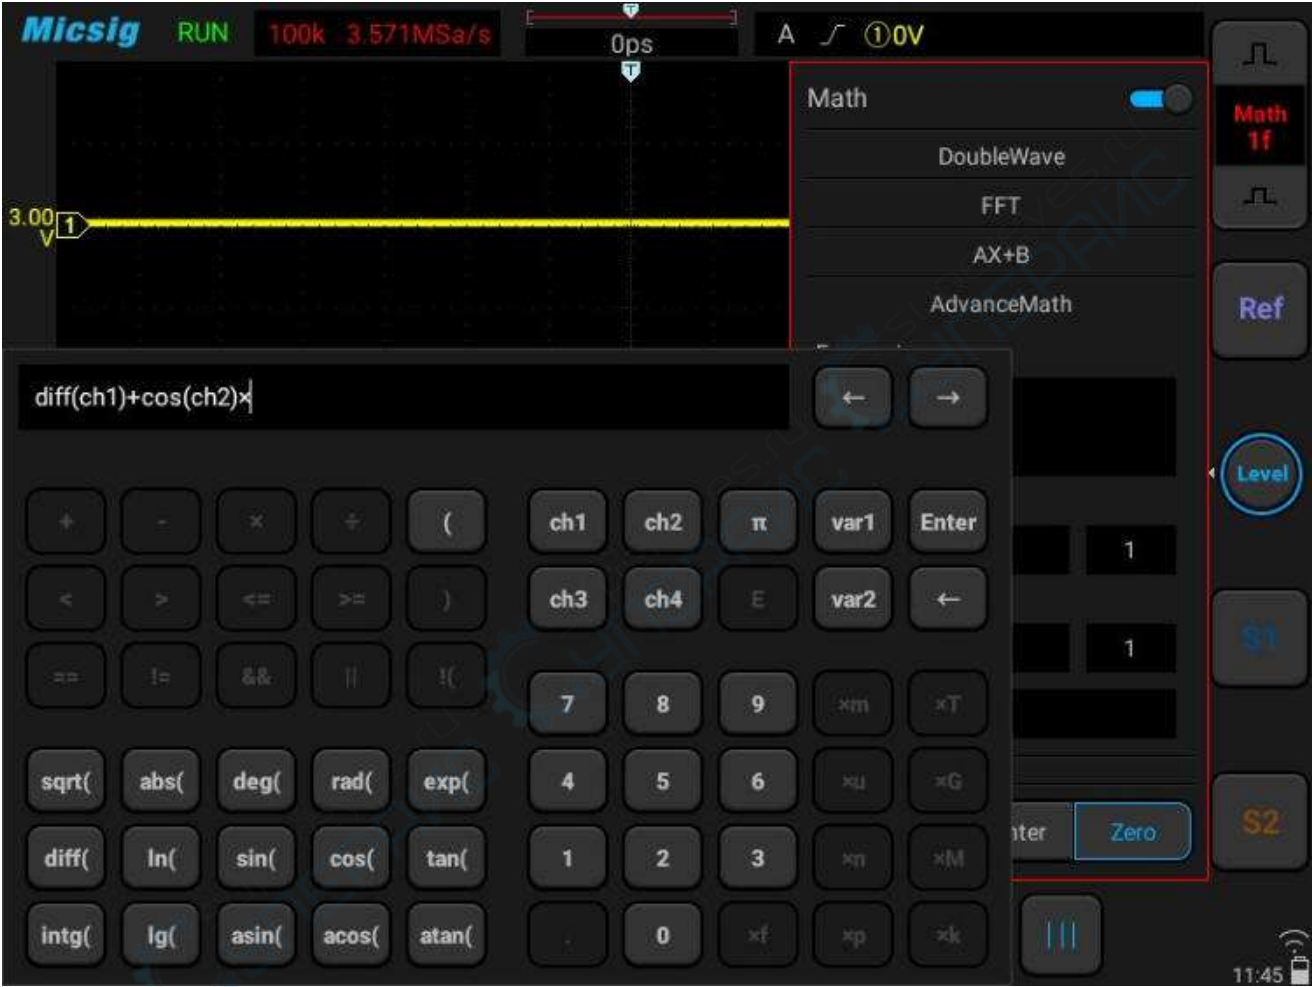 Micsig RUN 100k 3.571MSa/s 0ps A ①0V
T
T
Math
Math
1f
DoubleWave
FFT
3.00
V
1
AX+B
AdvanceMath
Ref
diff(ch1)+cos(ch2)×
← →
Level
+ - × ÷ ( ch1 ch2 π var1 Enter
1
< > <= >= ) ch3 ch4 E var2 ←
== != && || !(
1
S1
7 8 9 ×m ×T
sqrt( abs( deg( rad( exp( 4 5 6 ×u ×G
nter Zero
S2
diff( ln( sin( cos( tan( 1 2 3 ×n ×M
intg( lg( asin( acos( atan( . 0 ×f ×p ×k
11:45